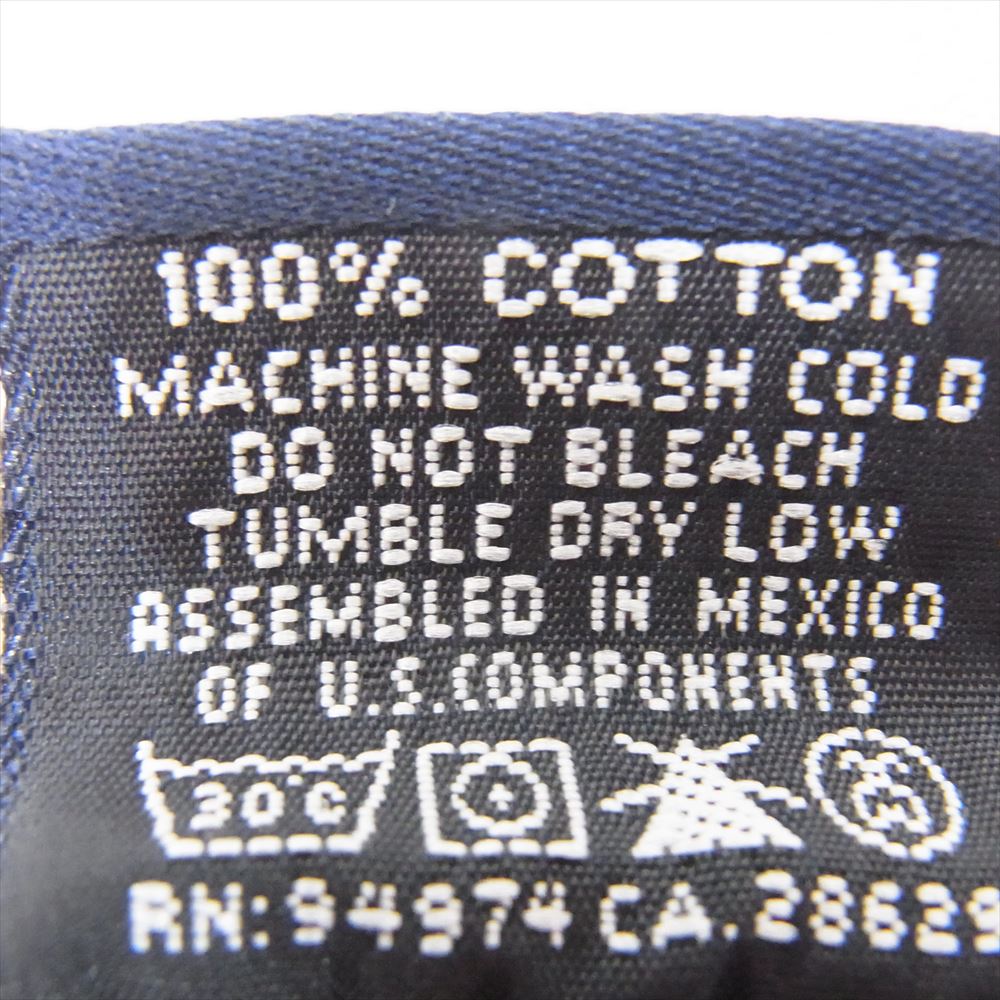 100% COTTON
MACHINE WASH COLD
DO NOT BLEACH
TUMBLE DRY LOW
ASSEMBLED IN MEXICO
OF U.S.COMPONENTS
30°C
RN:94974 CA.28629